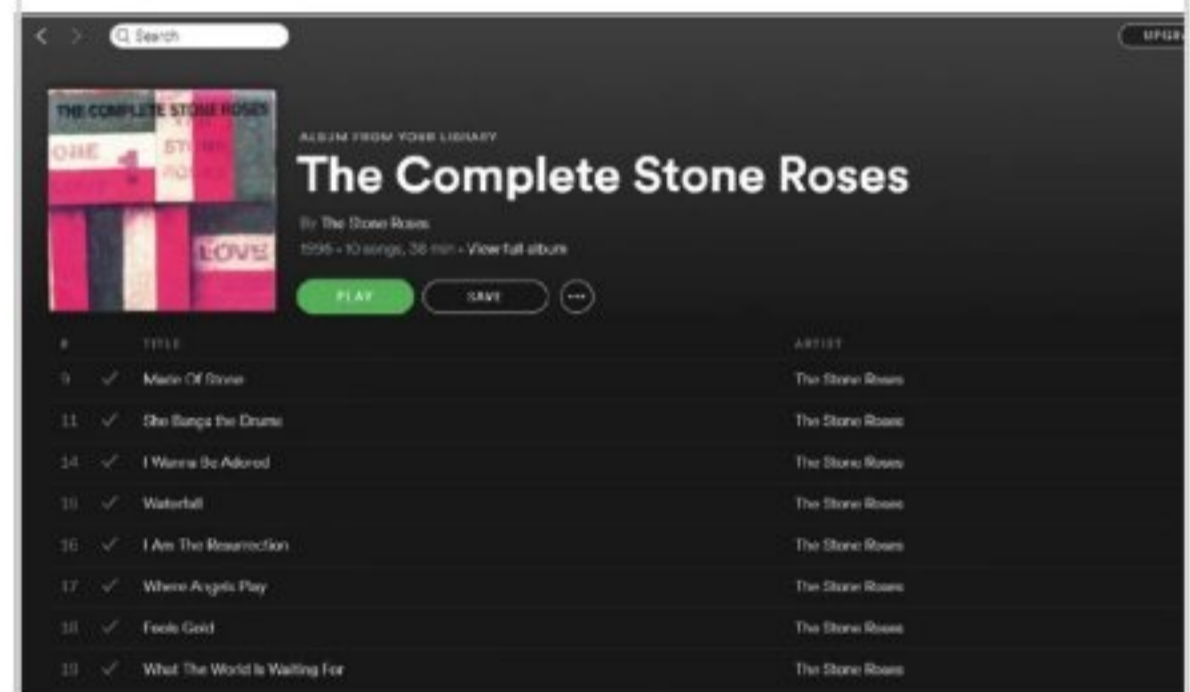 Search
UPGR
THE COMPLETE STONE ROSES
ONE
LOVE
ALBUM FROM YOUR LIBRARY
The Complete Stone Roses
By The Stone Roses
10 songs, 38 min • View full album
PLAY
SAVE
# TITLE ARTIST
9 Made Of Stone The Stone Roses
11 She Bangs the Drums The Stone Roses
14 I Wanna Be Adored The Stone Roses
15 Waterfall The Stone Roses
16 I Am The Resurrection The Stone Roses
17 Where Angels Play The Stone Roses
18 Fools Gold The Stone Roses
19 What The World Is Waiting For The Stone Roses